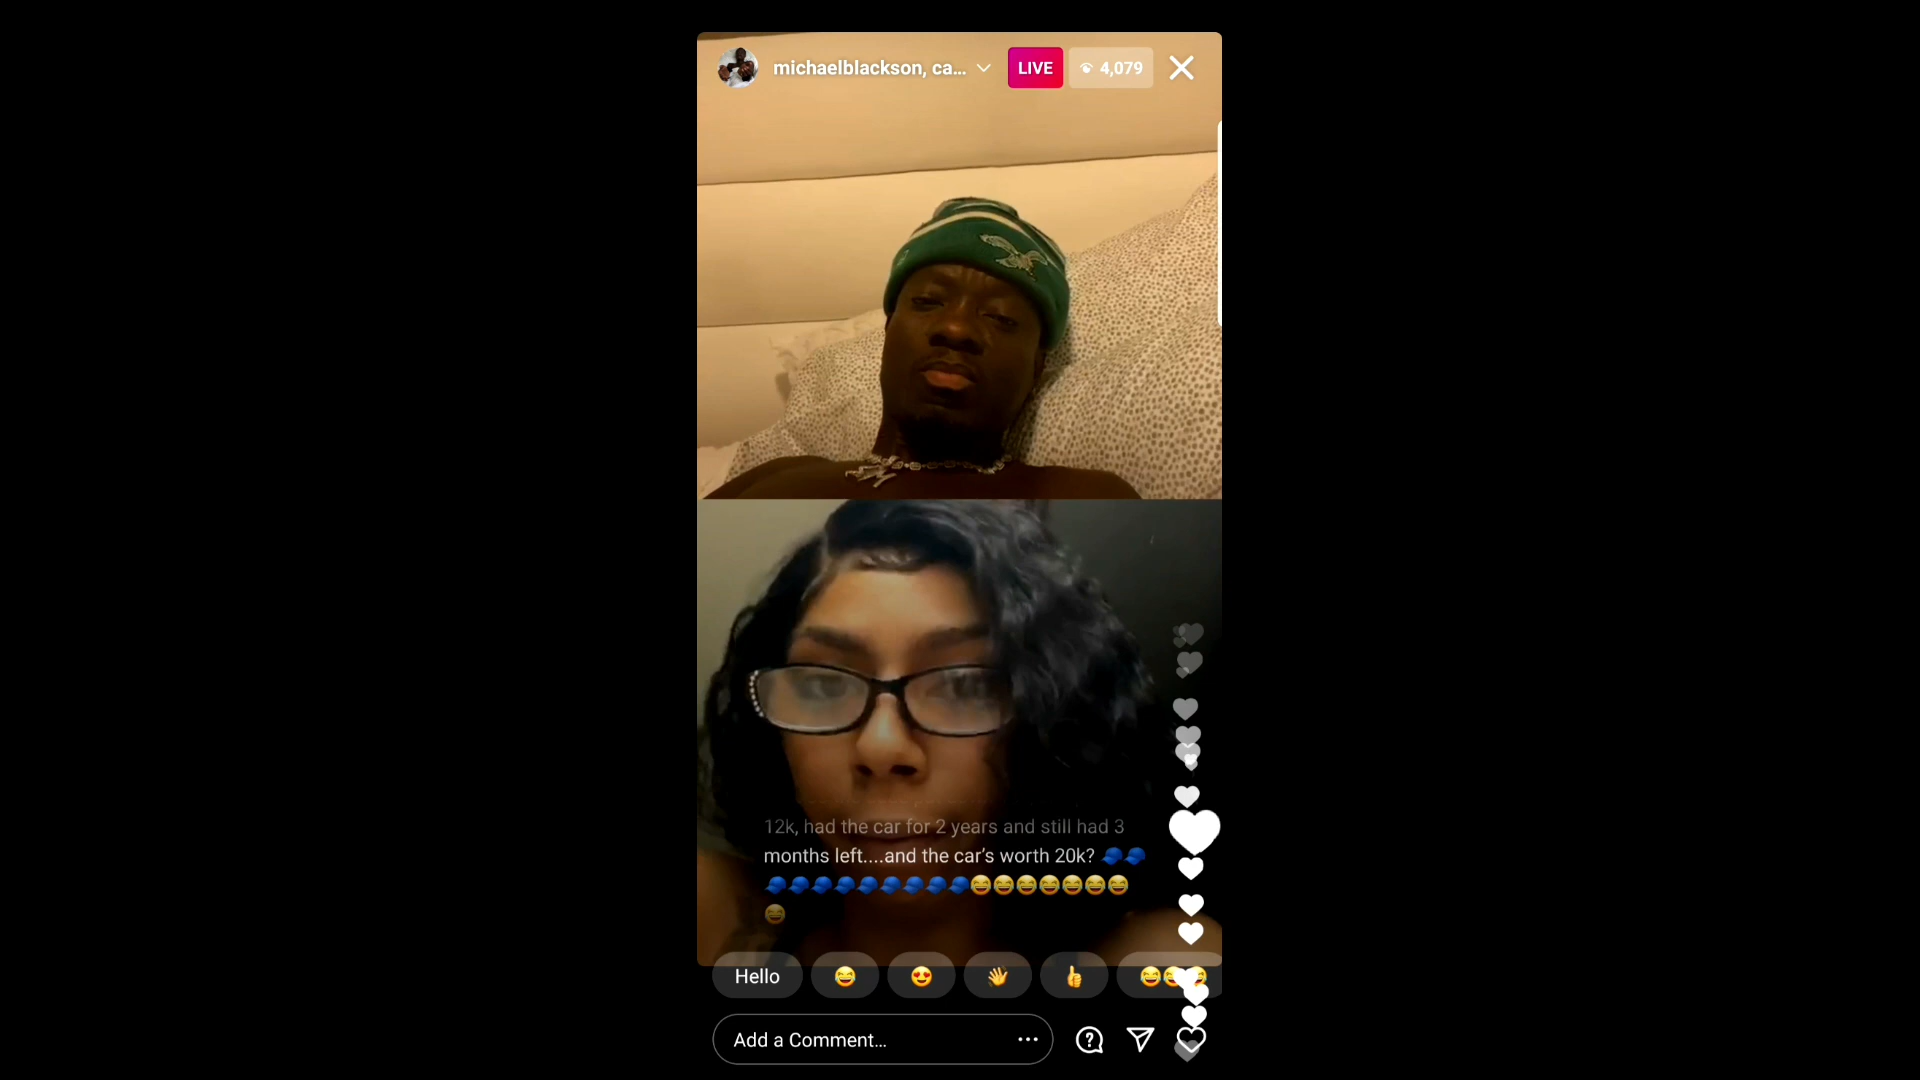 michaelblackson, ca...
LIVE
4,079
12k, had the car for 2 years and still had 3
months left....and the car's worth 20k? 🧢🧢
🧢🧢🧢🧢🧢🧢🧢🧢🧢😂😂😂😂😂😂😂
😂
Hello 😂 😍 👋 👍 😂😂😂
Add a Comment...